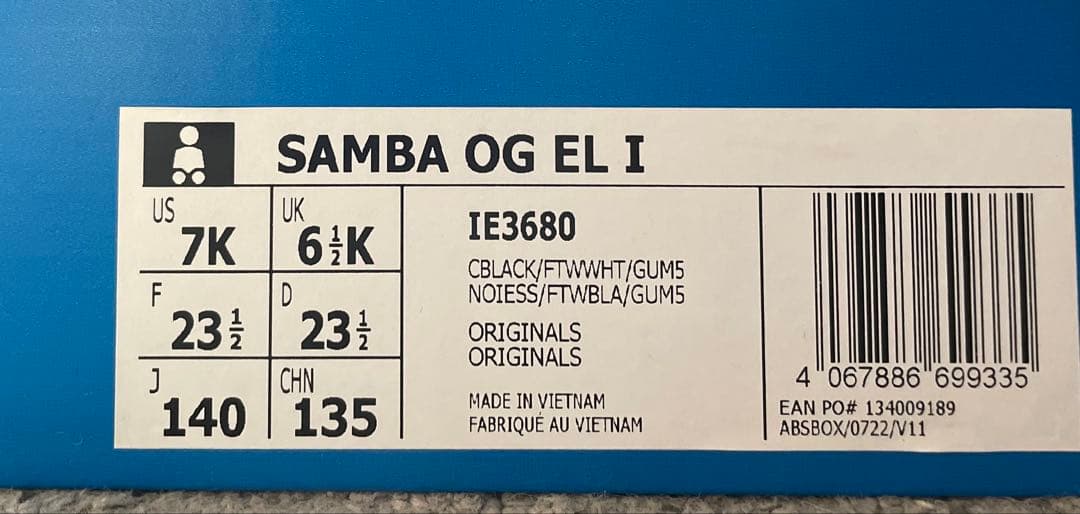 SAMBA OG EL I
US
7K
UK
6½K
F
23½
D
23½
J
140
CHN
135
IE3680
CBLACK/FTWWHT/GUM5
NOIESS/FTWBLA/GUM5
ORIGINALS
ORIGINALS
MADE IN VIETNAM
FABRIQUÉ AU VIETNAM
4 067886 699335
EAN PO# 134009189
ABSBOX/0722/V11